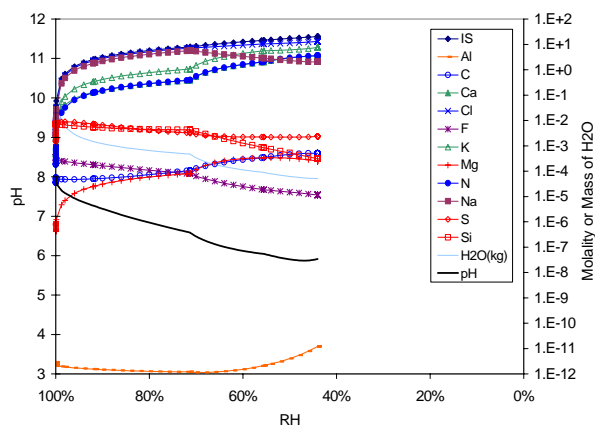 12
11
10
9
8
7
6
5
4
3
pH
100%
80%
60%
40%
20%
0%
RH
1.E+2
1.E+1
1.E+0
1.E-1
1.E-2
1.E-3
1.E-4
1.E-5
1.E-6
1.E-7
1.E-8
1.E-9
1.E-10
1.E-11
1.E-12
Molality or Mass of H2O
IS
Al
C
Ca
Cl
F
K
Mg
N
Na
S
Si
H2O(kg)
pH